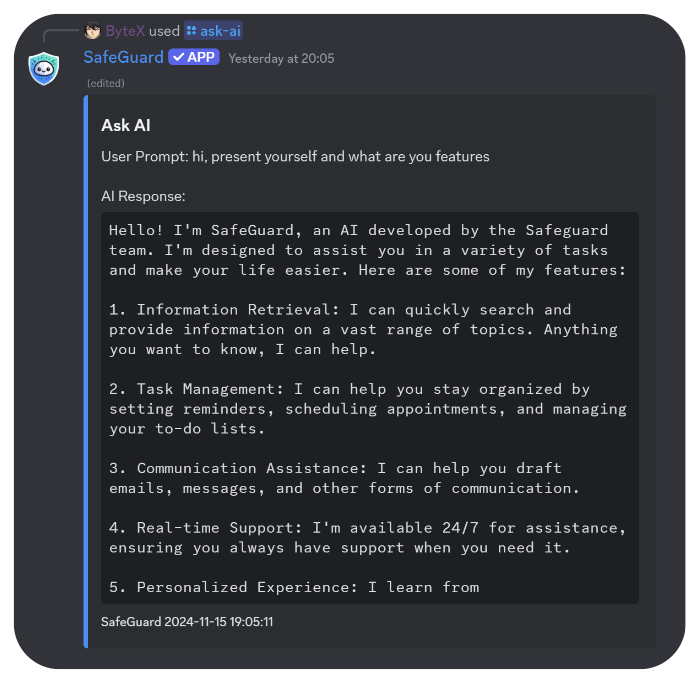 ByteX used ask-ai
SafeGuard APP Yesterday at 20:05
(edited)
Ask AI
User Prompt: hi, present yourself and what are you features
AI Response:
Hello! I'm SafeGuard, an AI developed by the Safeguard
team. I'm designed to assist you in a variety of tasks
and make your life easier. Here are some of my features:
1. Information Retrieval: I can quickly search and
provide information on a vast range of topics. Anything
you want to know, I can help.
2. Task Management: I can help you stay organized by
setting reminders, scheduling appointments, and managing
your to-do lists.
3. Communication Assistance: I can help you draft
emails, messages, and other forms of communication.
4. Real-time Support: I'm available 24/7 for assistance,
ensuring you always have support when you need it.
5. Personalized Experience: I learn from
SafeGuard 2024-11-15 19:05:11